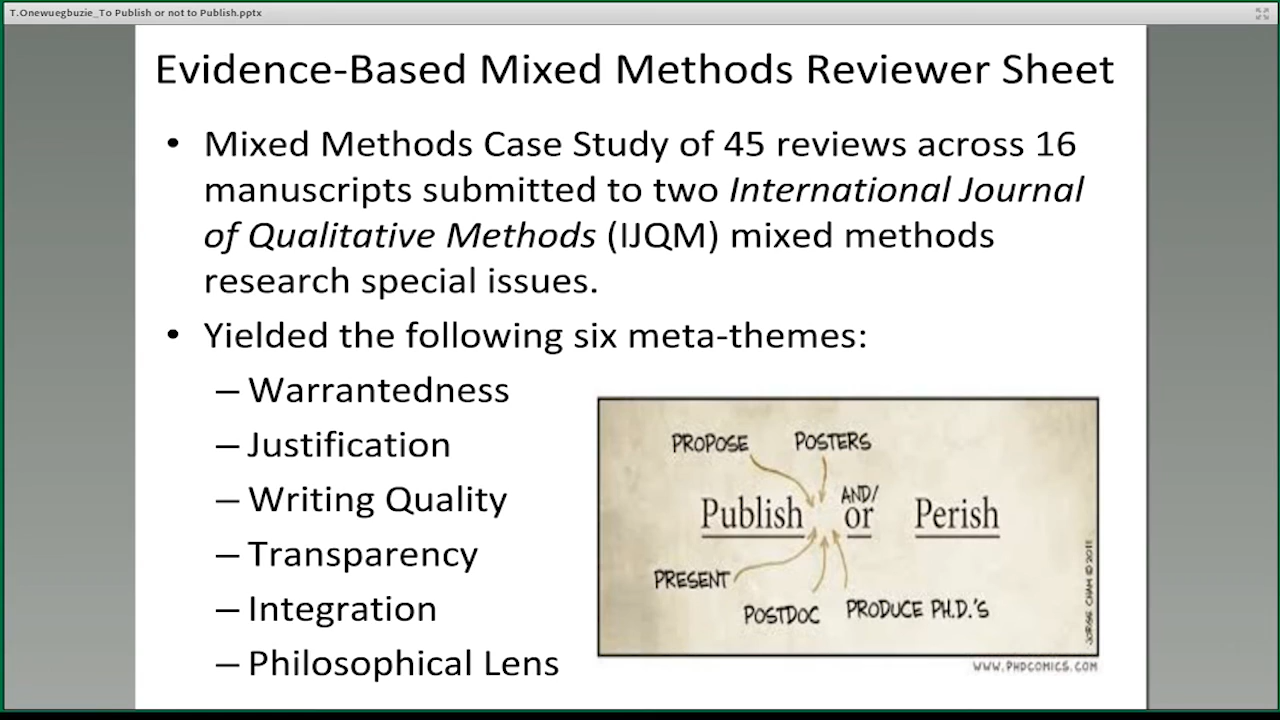 T.Onewuegbuzie_To Publish or not to Publish.pptx
Evidence-Based Mixed Methods Reviewer Sheet
• Mixed Methods Case Study of 45 reviews across 16
manuscripts submitted to two International Journal
of Qualitative Methods (IJQM) mixed methods
research special issues.
• Yielded the following six meta-themes:
– Warrantedness
– Justification
– Writing Quality
– Transparency
– Integration
– Philosophical Lens
PROPOSE POSTERS
AND/
Publish or Perish
PRESENT
POSTDOC PRODUCE PH.D.'S
JORGE CHAM © 2011
WWW.PHDCOMICS.COM